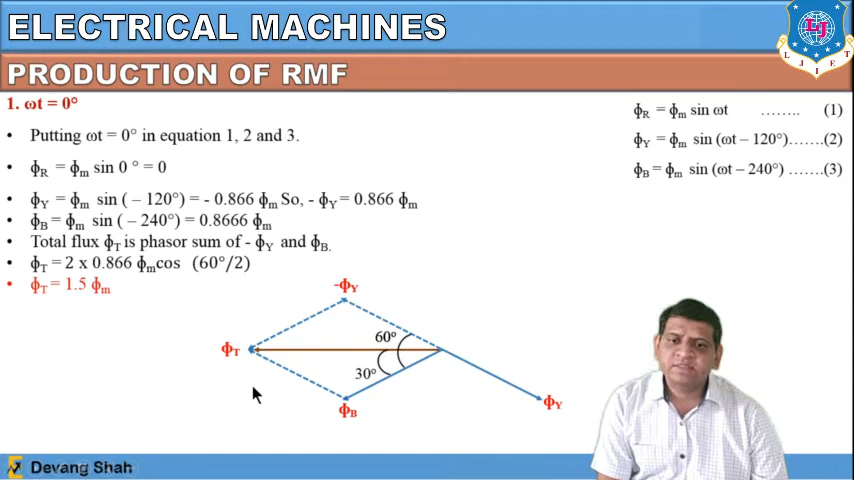 ELECTRICAL MACHINES
LJ
L J I E T
PRODUCTION OF RMF
1. ωt = 0°
• Putting ωt = 0° in equation 1, 2 and 3.
• ϕR = ϕm sin 0 ° = 0
• ϕY = ϕm sin ( – 120°) = - 0.866 ϕm So, - ϕY = 0.866 ϕm
• ϕB = ϕm sin ( – 240°) = 0.8666 ϕm
• Total flux ϕT is phasor sum of - ϕY and ϕB.
• ϕT = 2 x 0.866 ϕm cos (60°/2)
• ϕT = 1.5 ϕm
ϕR = ϕm sin ωt ........ (1)
ϕY = ϕm sin (ωt – 120°).......(2)
ϕB = ϕm sin (ωt – 240°) .......(3)
-ϕY
60°
ϕT
30°
ϕB
ϕY
Devang Shah